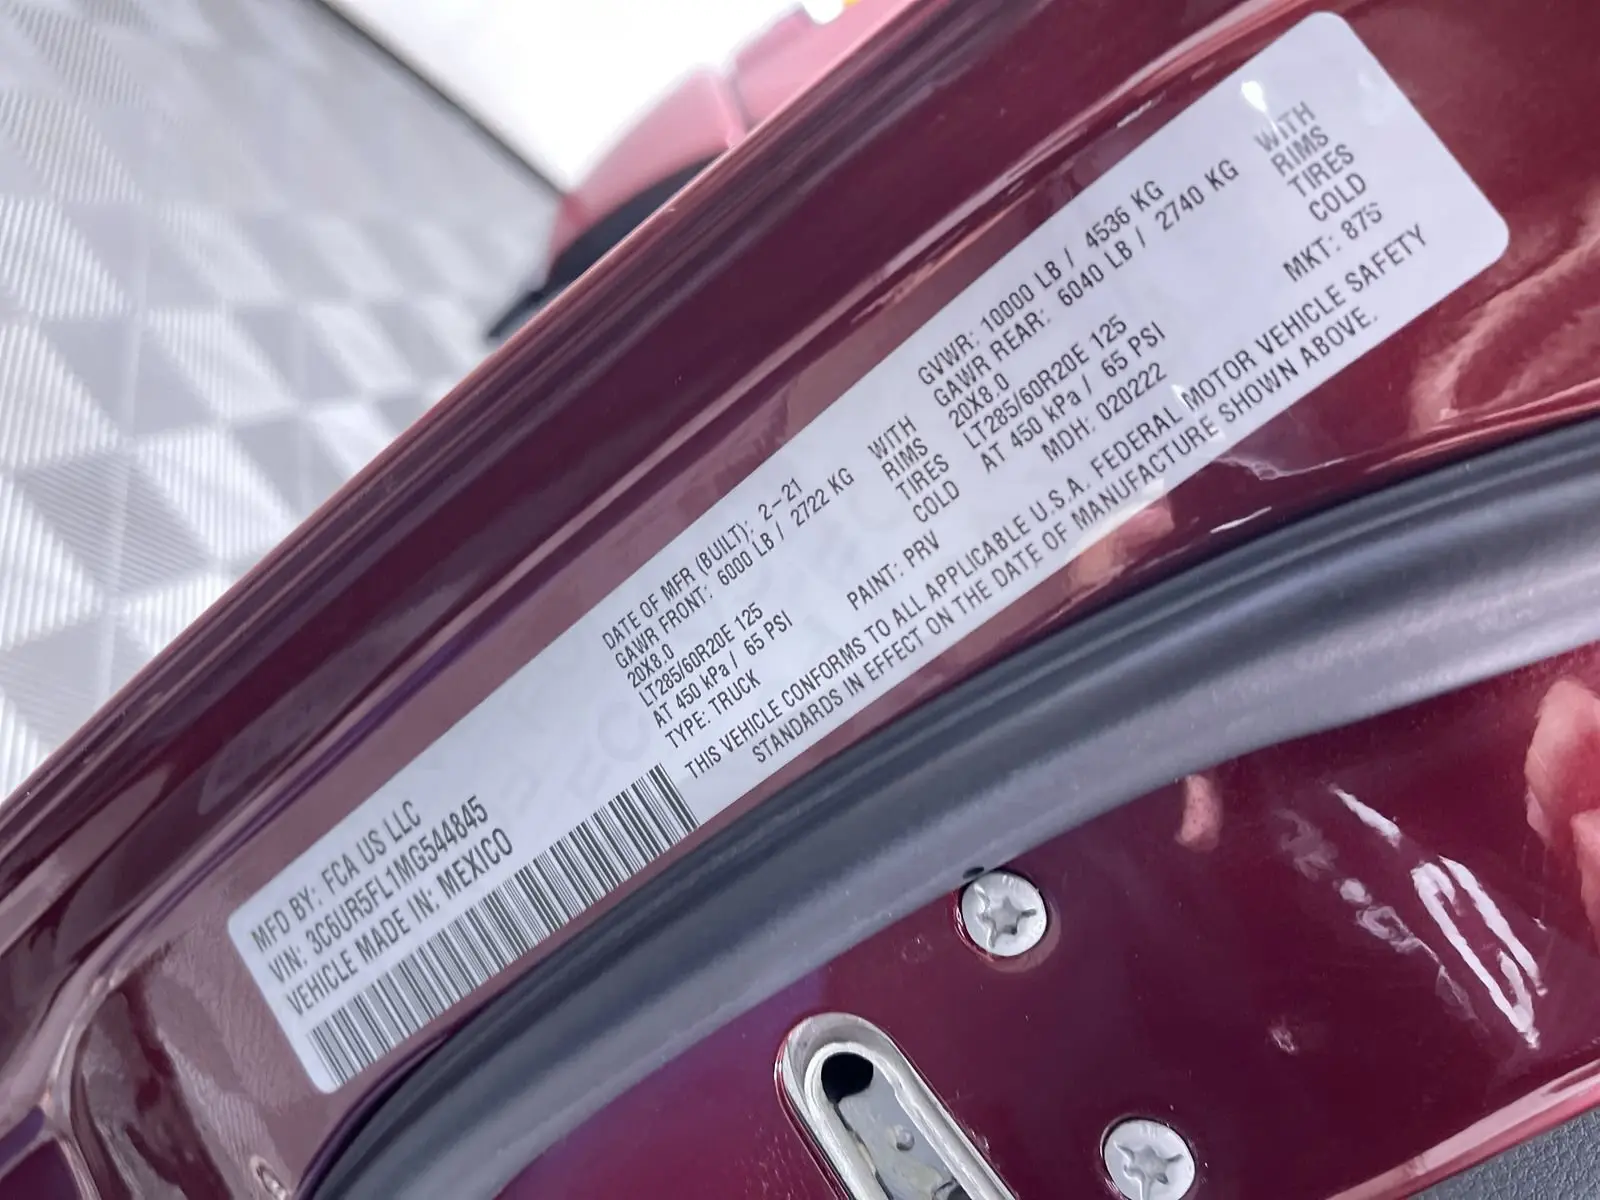 MFD BY: FCA US LLC
VIN: 3C6UR5FL1MG544845
VEHICLE MADE IN: MEXICO
DATE OF MFR (BUILT): 2-21 GVWR: 10000 LB / 4536 KG
GAWR FRONT: 6000 LB / 2722 KG WITH GAWR REAR: 6040 LB / 2740 KG WITH
20X8.0 RIMS 20X8.0 RIMS
LT285/60R20E 125 TIRES LT285/60R20E 125 TIRES
AT 450 kPa / 65 PSI COLD AT 450 kPa / 65 PSI COLD
TYPE: TRUCK PAINT: PRV MDH: 020222 MKT: 87S
THIS VEHICLE CONFORMS TO ALL APPLICABLE U.S.A. FEDERAL MOTOR VEHICLE SAFETY
STANDARDS IN EFFECT ON THE DATE OF MANUFACTURE SHOWN ABOVE.